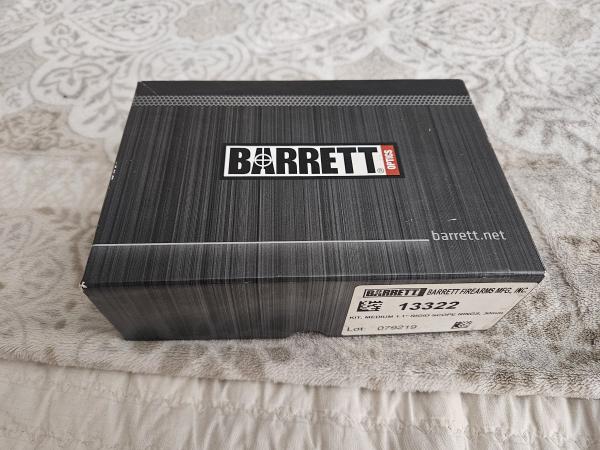 BARRETT
®
OPTICS
barrett.net
BARRETT BARRETT FIREARMS MFG, INC
13322
KIT, MEDIUM 1.1" RIGID SCOPE RINGS, 30mm
Lot: 079219